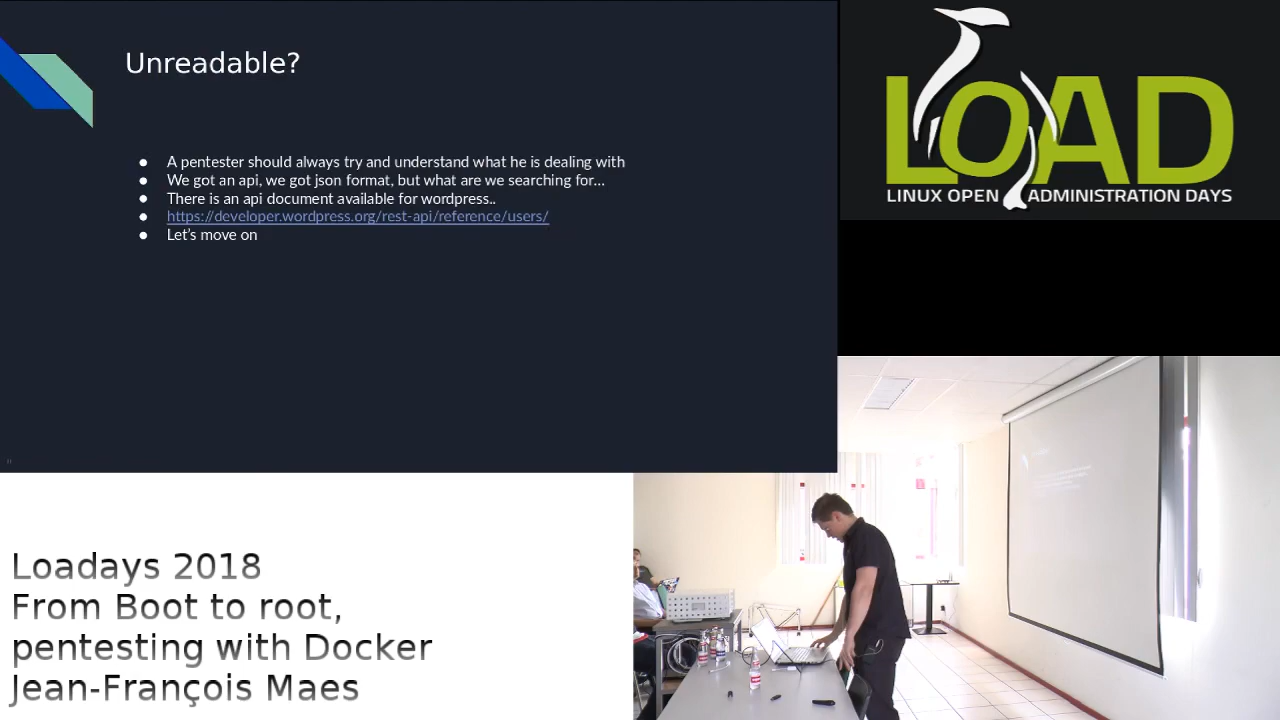 Unreadable?
● A pentester should always try and understand what he is dealing with
● We got an api, we got json format, but what are we searching for...
● There is an api document available for wordpress..
● https://developer.wordpress.org/rest-api/reference/users/
● Let's move on
LOAD
LINUX OPEN ADMINISTRATION DAYS
Loadays 2018
From Boot to root,
pentesting with Docker
Jean-François Maes